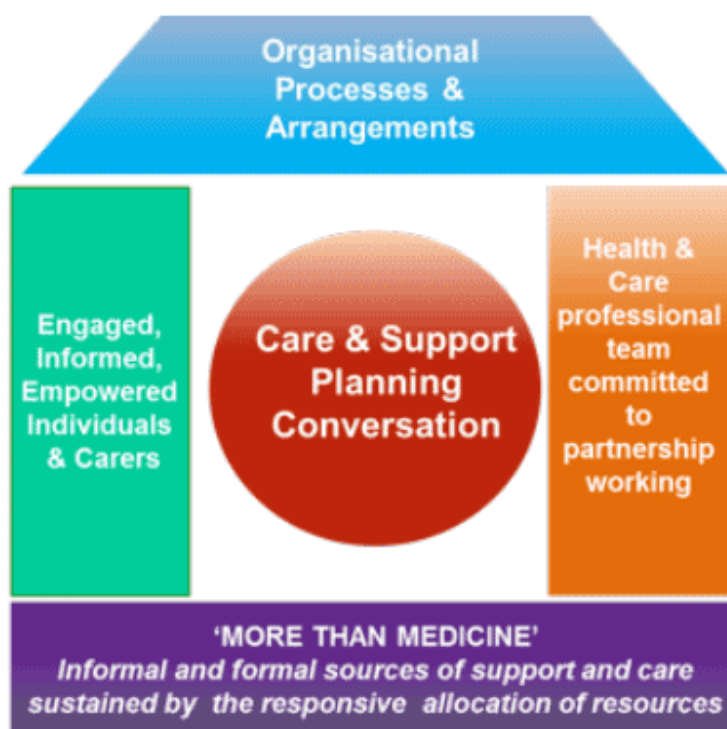 Organisational
Processes &
Arrangements
Engaged,
Informed,
Empowered
Individuals
& Carers
Care & Support
Planning
Conversation
Health &
Care
professional
team
committed
to
partnership
working
‘MORE THAN MEDICINE’
Informal and formal sources of support and care
sustained by the responsive allocation of resources